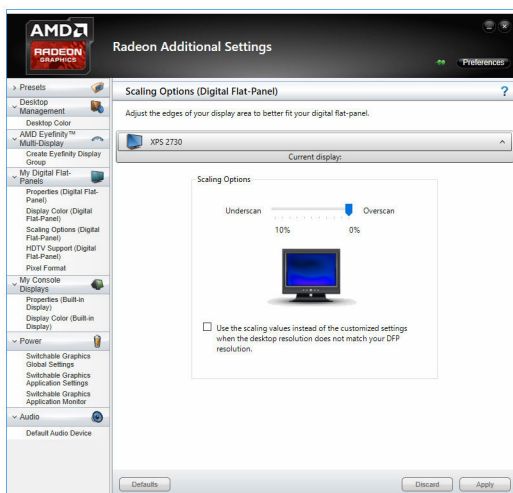 AMD
RADEON
GRAPHICS
Radeon Additional Settings
Preferences
Presets
Desktop
Management
Desktop Color
AMD Eyefinity™
Multi-Display
Create Eyefinity Display
Group
My Digital Flat-
Panels
Properties (Digital Flat-
Panel)
Display Color (Digital
Flat-Panel)
Scaling Options (Digital
Flat-Panel)
HDTV Support (Digital
Flat-Panel)
Pixel Format
My Console
Displays
Properties (Built-in
Display)
Display Color (Built-in
Display)
Power
Switchable Graphics
Global Settings
Switchable Graphics
Application Settings
Switchable Graphics
Application Monitor
Audio
Default Audio Device
Scaling Options (Digital Flat-Panel)
?
Adjust the edges of your display area to better fit your digital flat-panel.
XPS 2730
Current display:
Scaling Options
Underscan Overscan
10% 0%
Use the scaling values instead of the customized settings
when the desktop resolution does not match your DFP
resolution.
Defaults
Discard
Apply